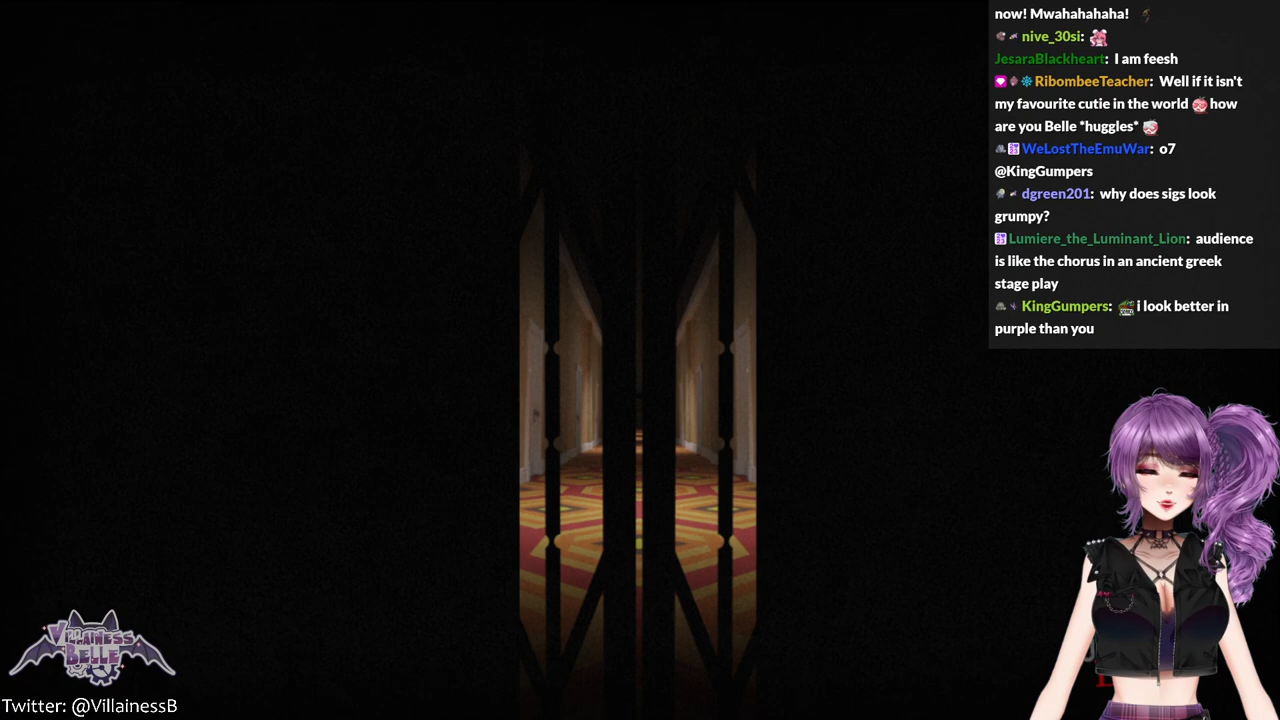 now! Mwahahahaha!
nive_30si:
JesaraBlackheart: I am feesh
RibombeeTeacher: Well if it isn't
my favourite cutie in the world how
are you Belle *huggles*
WeLostTheEmuWar: o7
@KingGumpers
dgreen201: why does sigs look
grumpy?
Lumiere_the_Luminant_Lion: audience
is like the chorus in an ancient greek
stage play
KingGumpers: i look better in
purple than you
VILLAINESS
BELLE
Twitter: @VillainessB